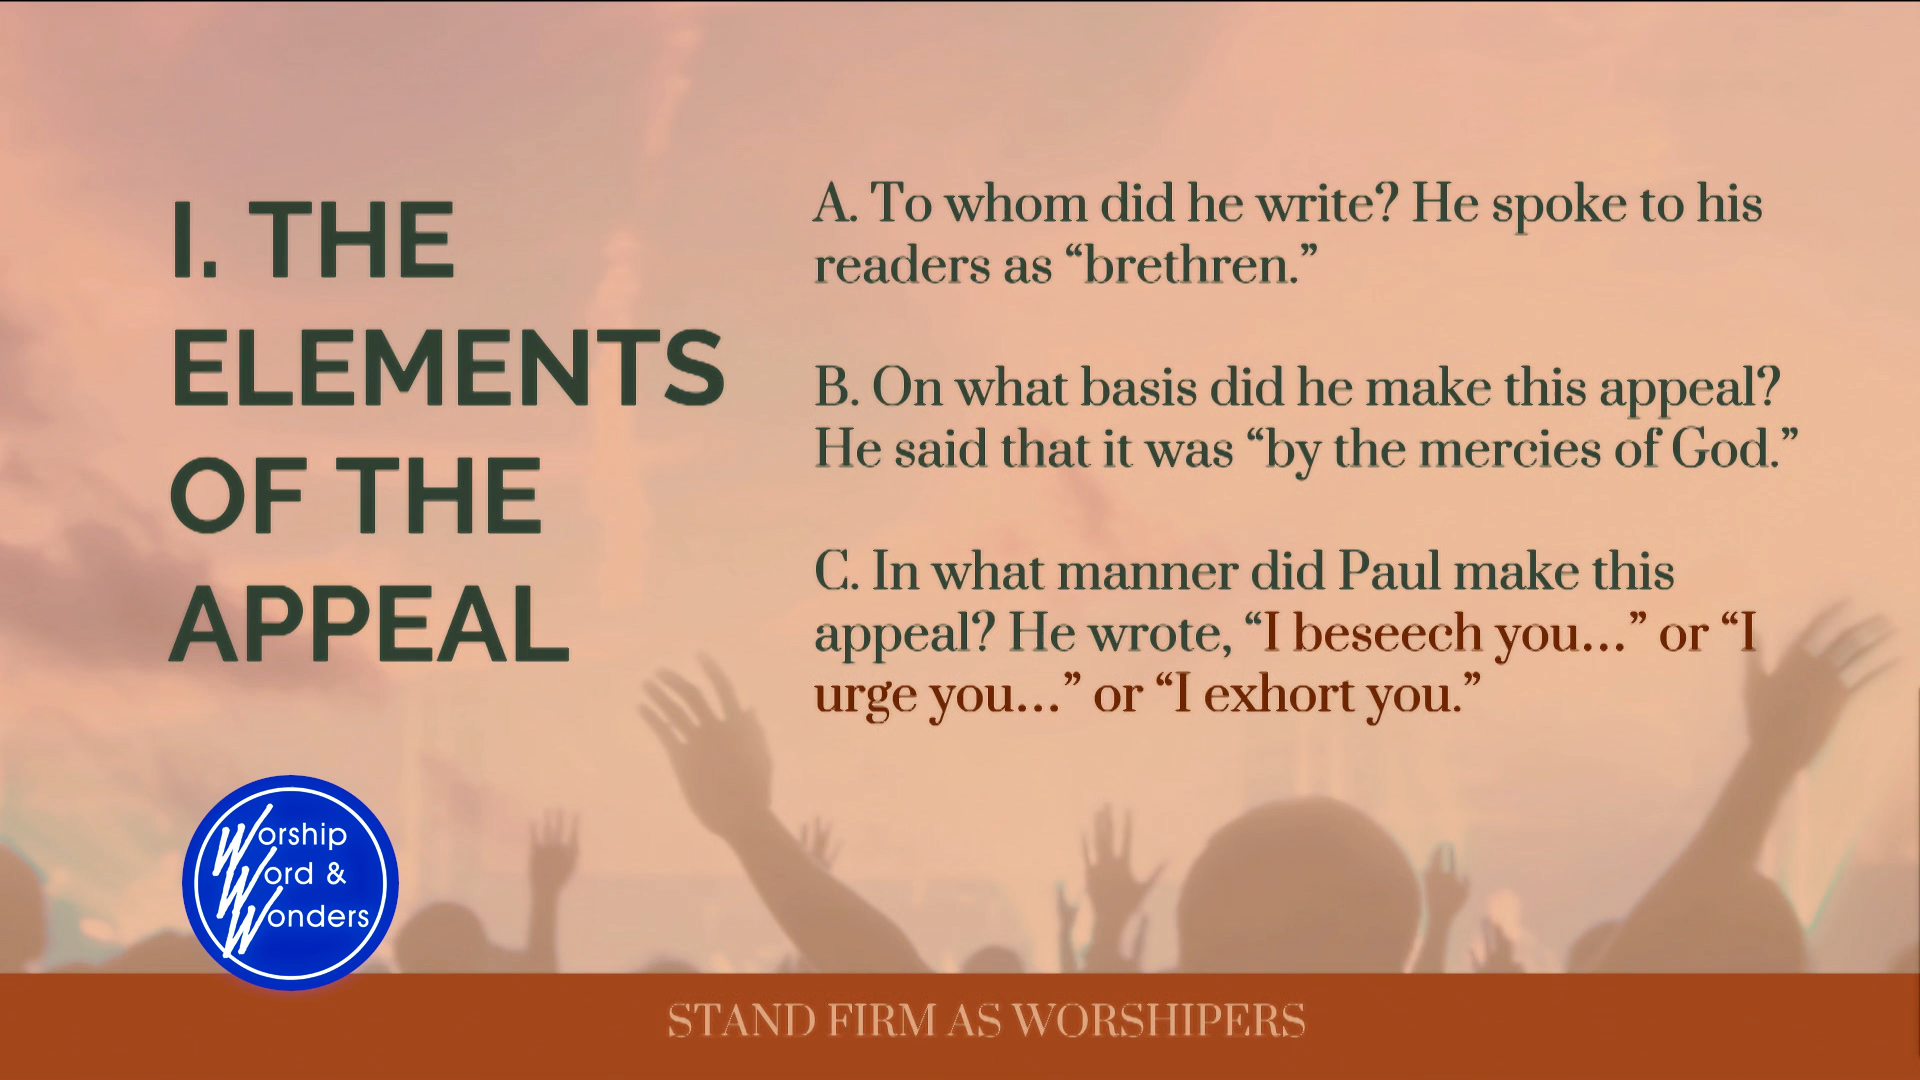 I. THE
ELEMENTS
OF THE
APPEAL
A. To whom did he write? He spoke to his
readers as “brethren.”
B. On what basis did he make this appeal?
He said that it was “by the mercies of God.”
C. In what manner did Paul make this
appeal? He wrote, “I beseech you…” or “I
urge you…” or “I exhort you.”
Worship
Word &
Wonders
STAND FIRM AS WORSHIPERS